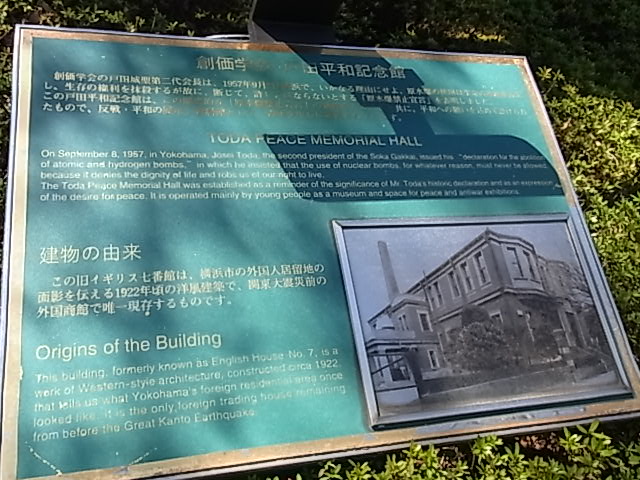 創価学 田平和記念館
創価学会の戸田城聖第二代会長は、1957年9月 浜で、いかなる理由にせよ、原水爆の使用は
し、生存の権利を抹殺するが故に、断じて、許 ならないとする「原水爆禁止宣言」を表明しました。
この戸田平和記念館は、 共に、平和への願いを
たもので、反戦・平和の
TODA PEACE MEMORIAL HALL
On September 8, 1957, in Yokohama, Josei Toda, the second president of the Soka Gakkai, issued his "declaration for the abolition
of atomic and hydrogen bombs," in which he insisted that the use of nuclear bombs, for whatever reason, must never be allowed
because it denies the dignity of life and robs us of our right to live.
The Toda Peace Memorial Hall was established as a reminder of the significance of Mr. Toda's historic declaration and as an expression
of the desire for peace. It is operated mainly by young people as a museum and space for peace and antiwar exhibitions.
建物の由来
この旧イギリス七番館は、横浜市の外国人居留地の
面影を伝える1922年頃の洋風建築で、関東大震災前の
外国商館で唯一現存するものです。
Origins of the Building
This building, formerly known as English House No. 7, is a
work of Western-style architecture, constructed circa 1922,
that tells us what Yokohama's foreign residential area once
looked like. It is the only foreign trading house remaining
from before the Great Kanto Earthquake.